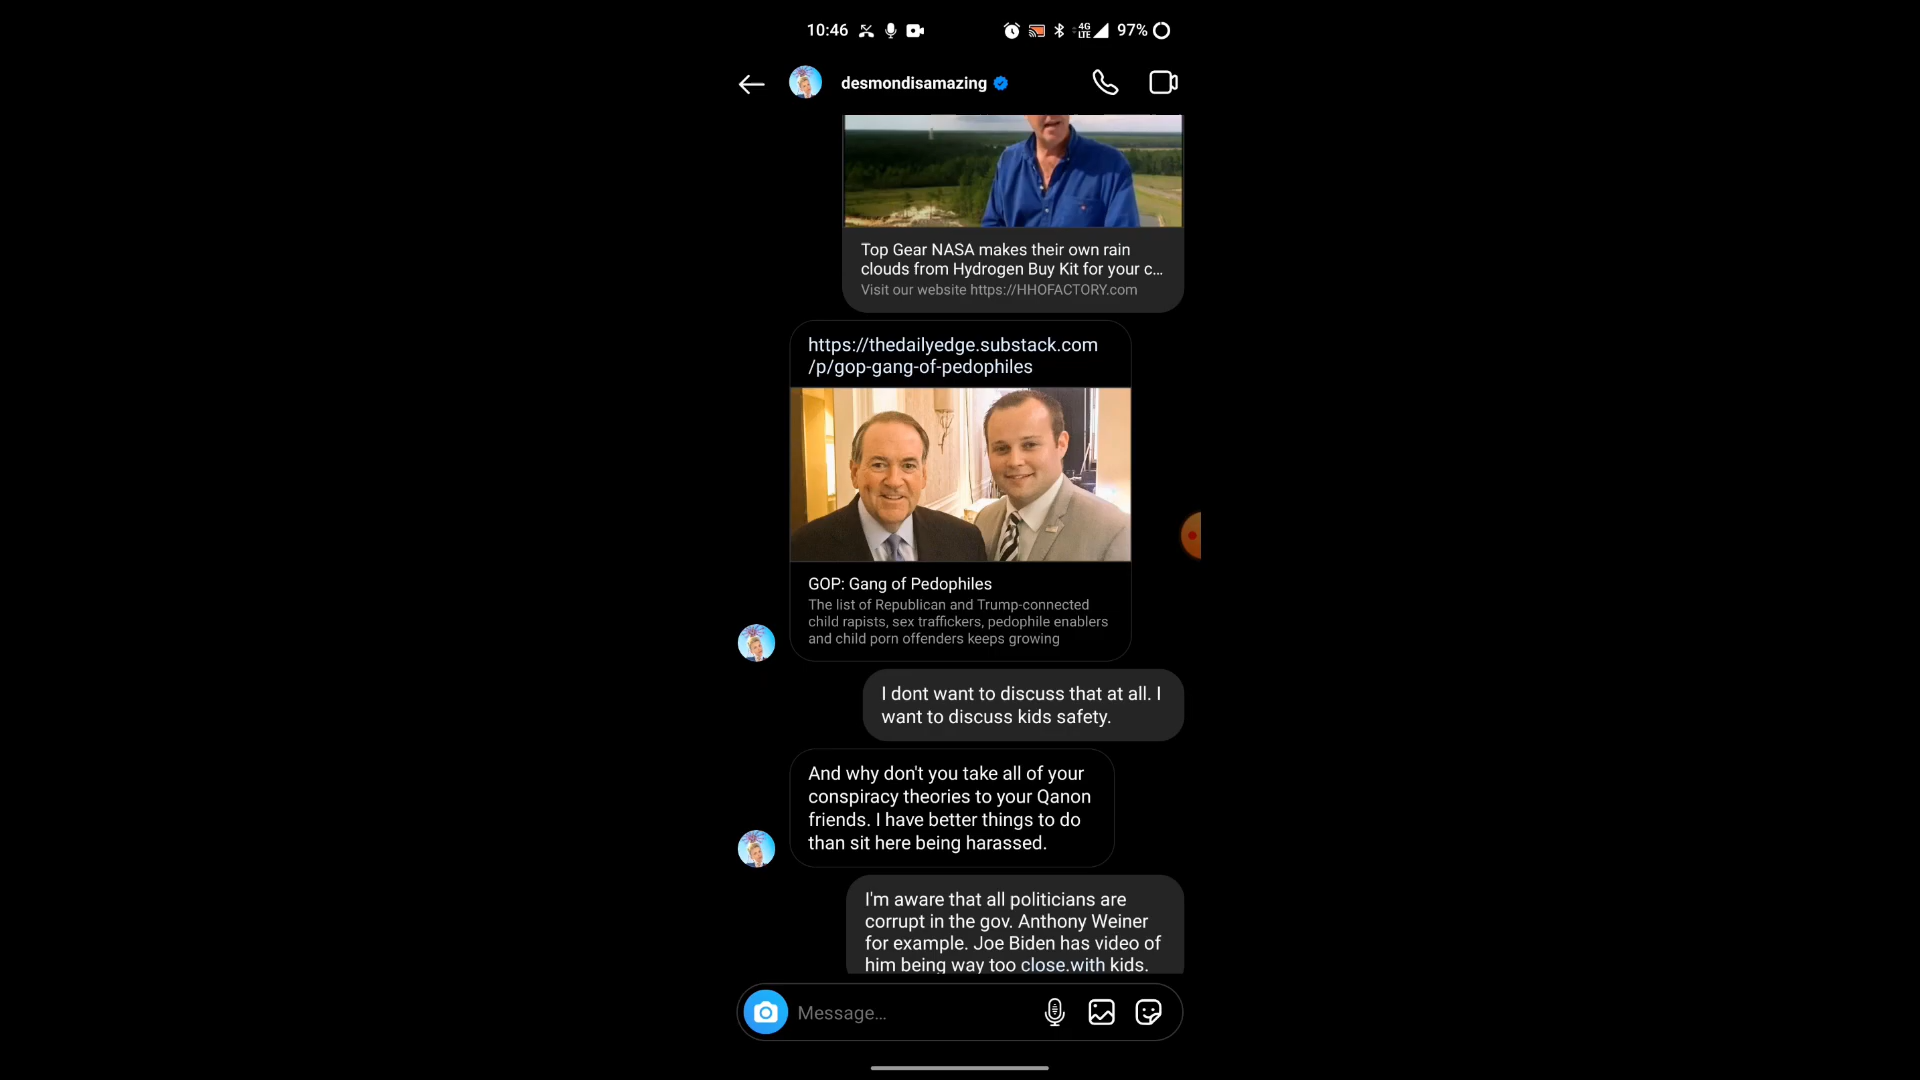 10:46
4G
LTE
97%
desmondisamazing
Top Gear NASA makes their own rain
clouds from Hydrogen Buy Kit for your c...
Visit our website https://HHOFACTORY.com
https://thedailyedge.substack.com
/p/gop-gang-of-pedophiles
GOP: Gang of Pedophiles
The list of Republican and Trump-connected
child rapists, sex traffickers, pedophile enablers
and child porn offenders keeps growing
I dont want to discuss that at all. I
want to discuss kids safety.
And why don't you take all of your
conspiracy theories to your Qanon
friends. I have better things to do
than sit here being harassed.
I'm aware that all politicians are
corrupt in the gov. Anthony Weiner
for example. Joe Biden has video of
him being way too close.with kids.
Message...